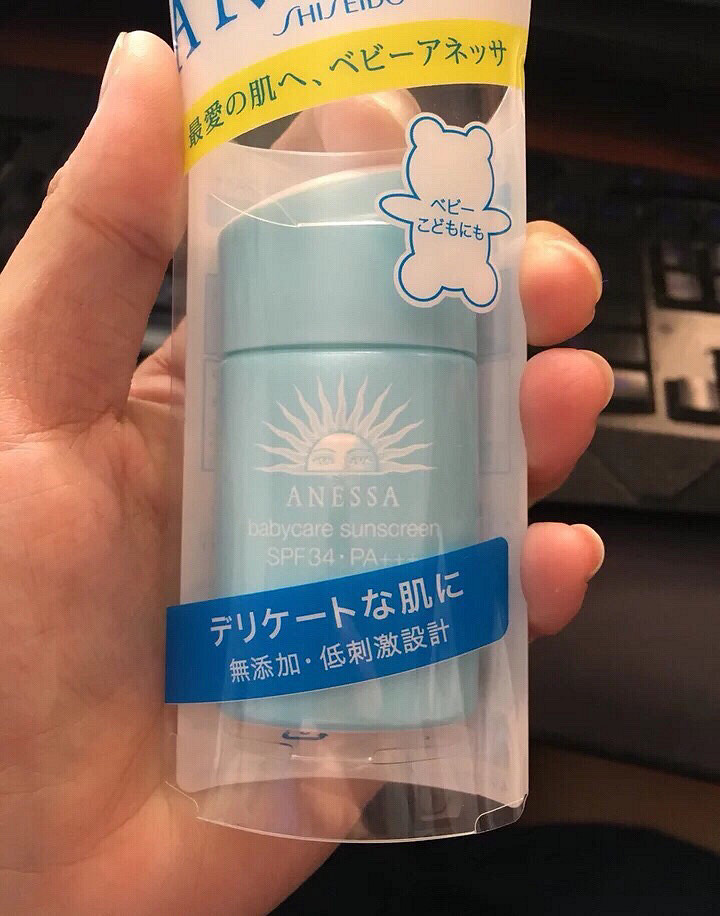 SHISEIDO
最愛の肌へ、ベビーアネッサ
ベビー
こどもにも
ANESSA
babycare sunscreen
SPF34・PA+++
デリケートな肌に
無添加・低刺激設計